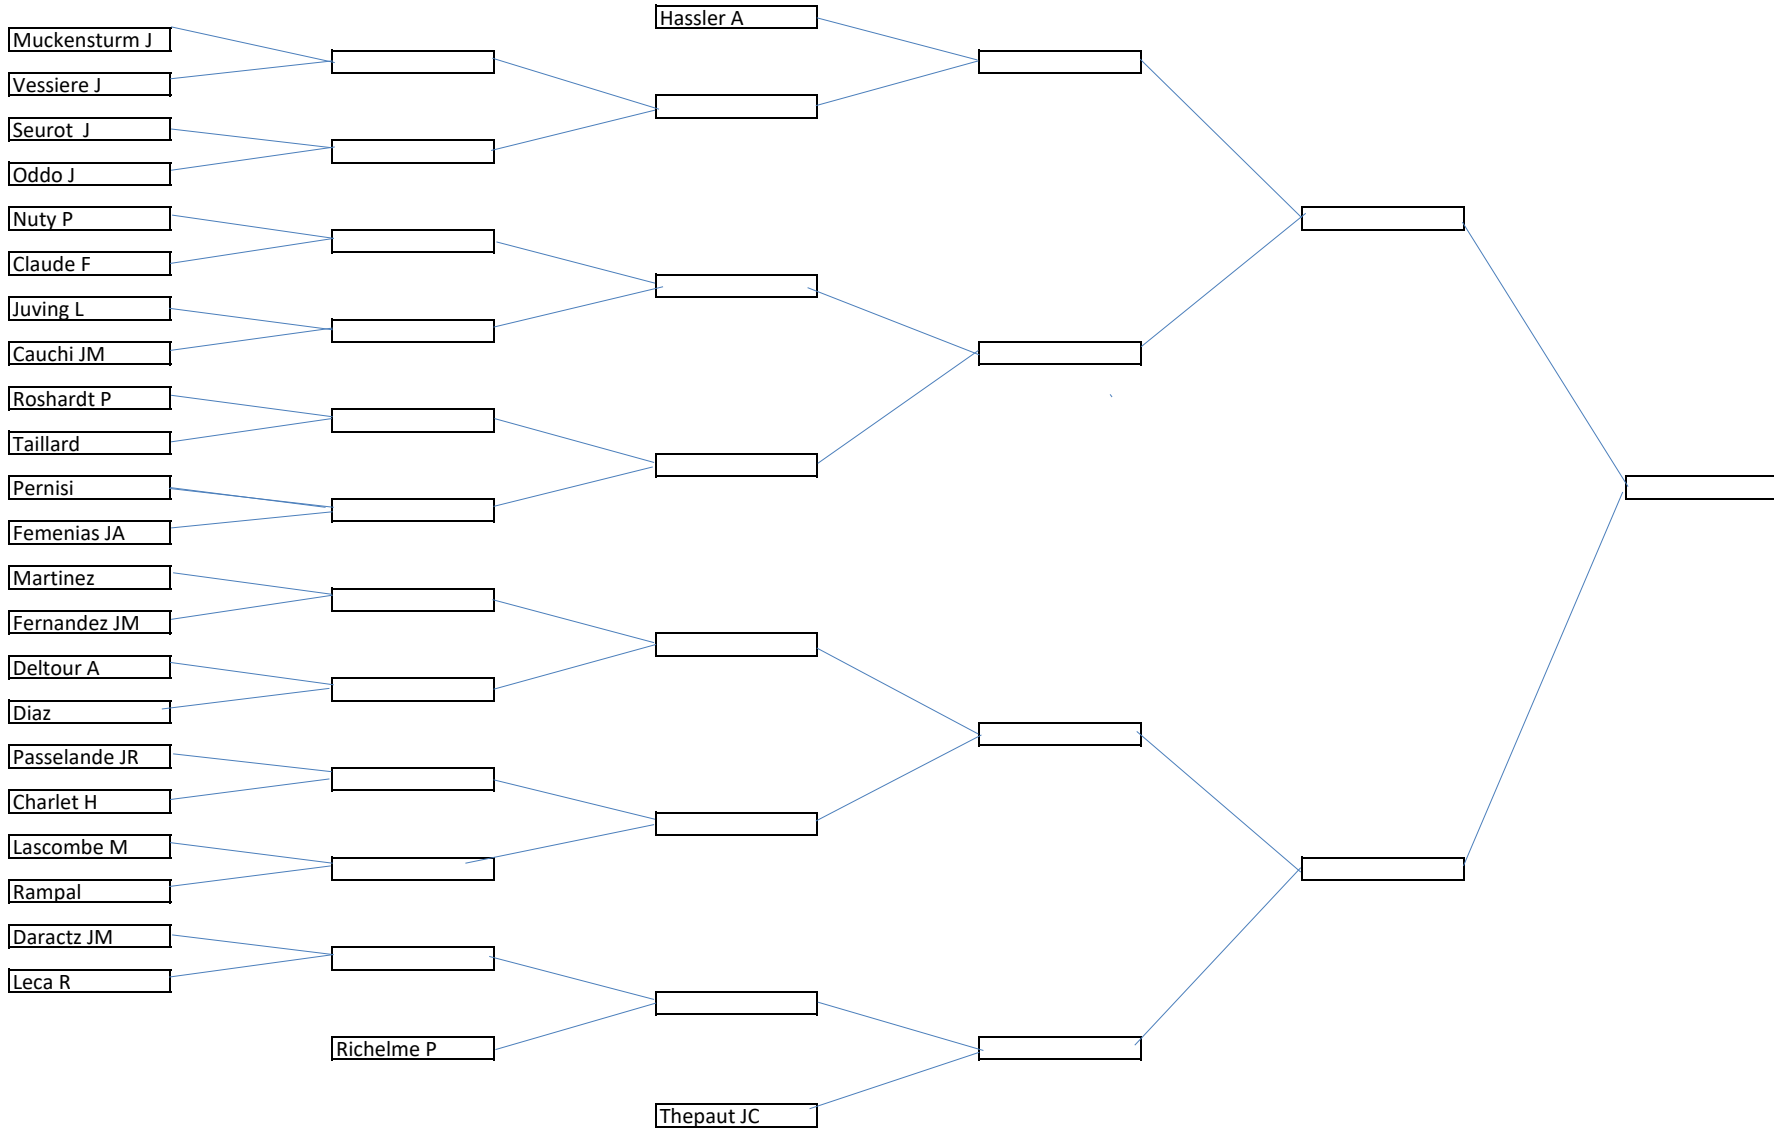 Hassler A
Muckensturm J
Vessiere J
Seurot  J
Oddo J
Nuty P
Claude F
Juving L
Cauchi JM
Roshardt P
Taillard
Pernisi
Femenias JA
Martinez
Fernandez JM
Deltour A
Diaz
Passelande JR
Charlet H
Lascombe M
Rampal
Daractz JM
Leca R
Richelme P
Thepaut JC